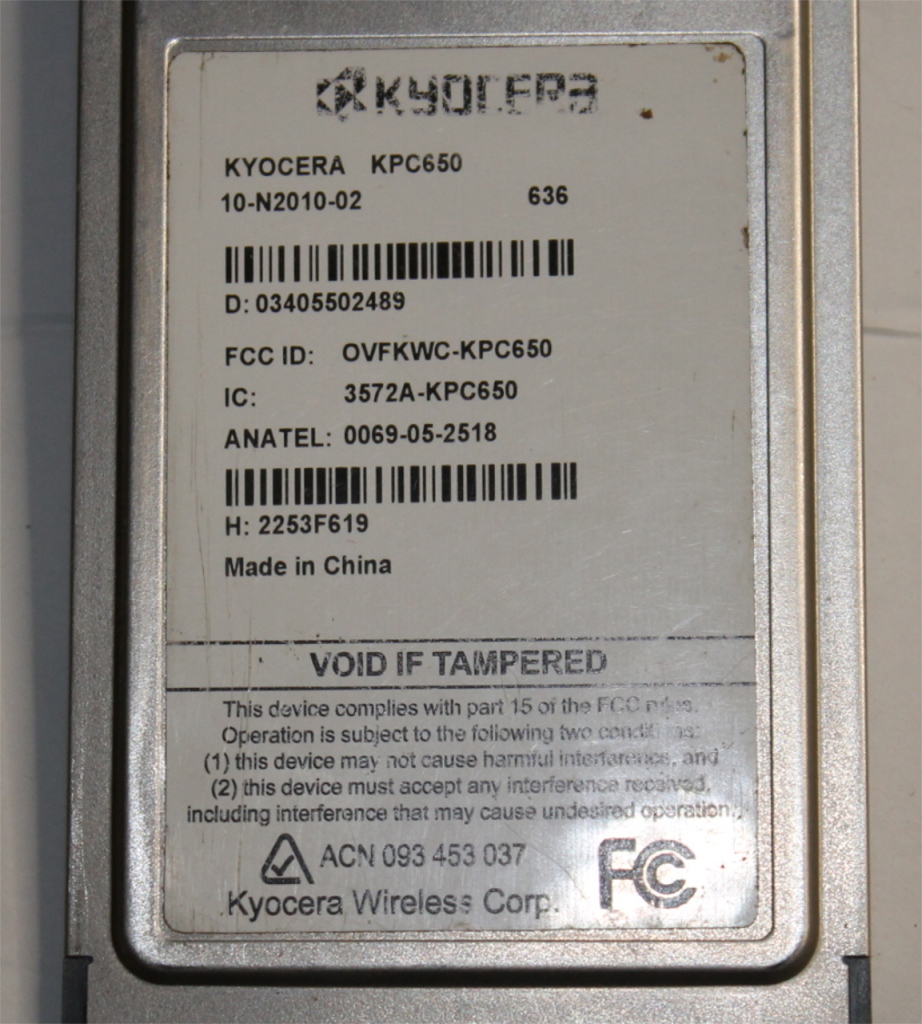 KYOCERA
KYOCERA KPC650
10-N2010-02 636
D: 03405502489
FCC ID: OVFKWC-KPC650
IC: 3572A-KPC650
ANATEL: 0069-05-2518
H: 2253F619
Made in China
VOID IF TAMPERED
This device complies with part 15 of the FCC rules.
Operation is subject to the following two conditions:
(1) this device may not cause harmful interference, and
(2) this device must accept any interference received,
including interference that may cause undesired operation.
ACN 093 453 037
FC
Kyocera Wireless Corp.